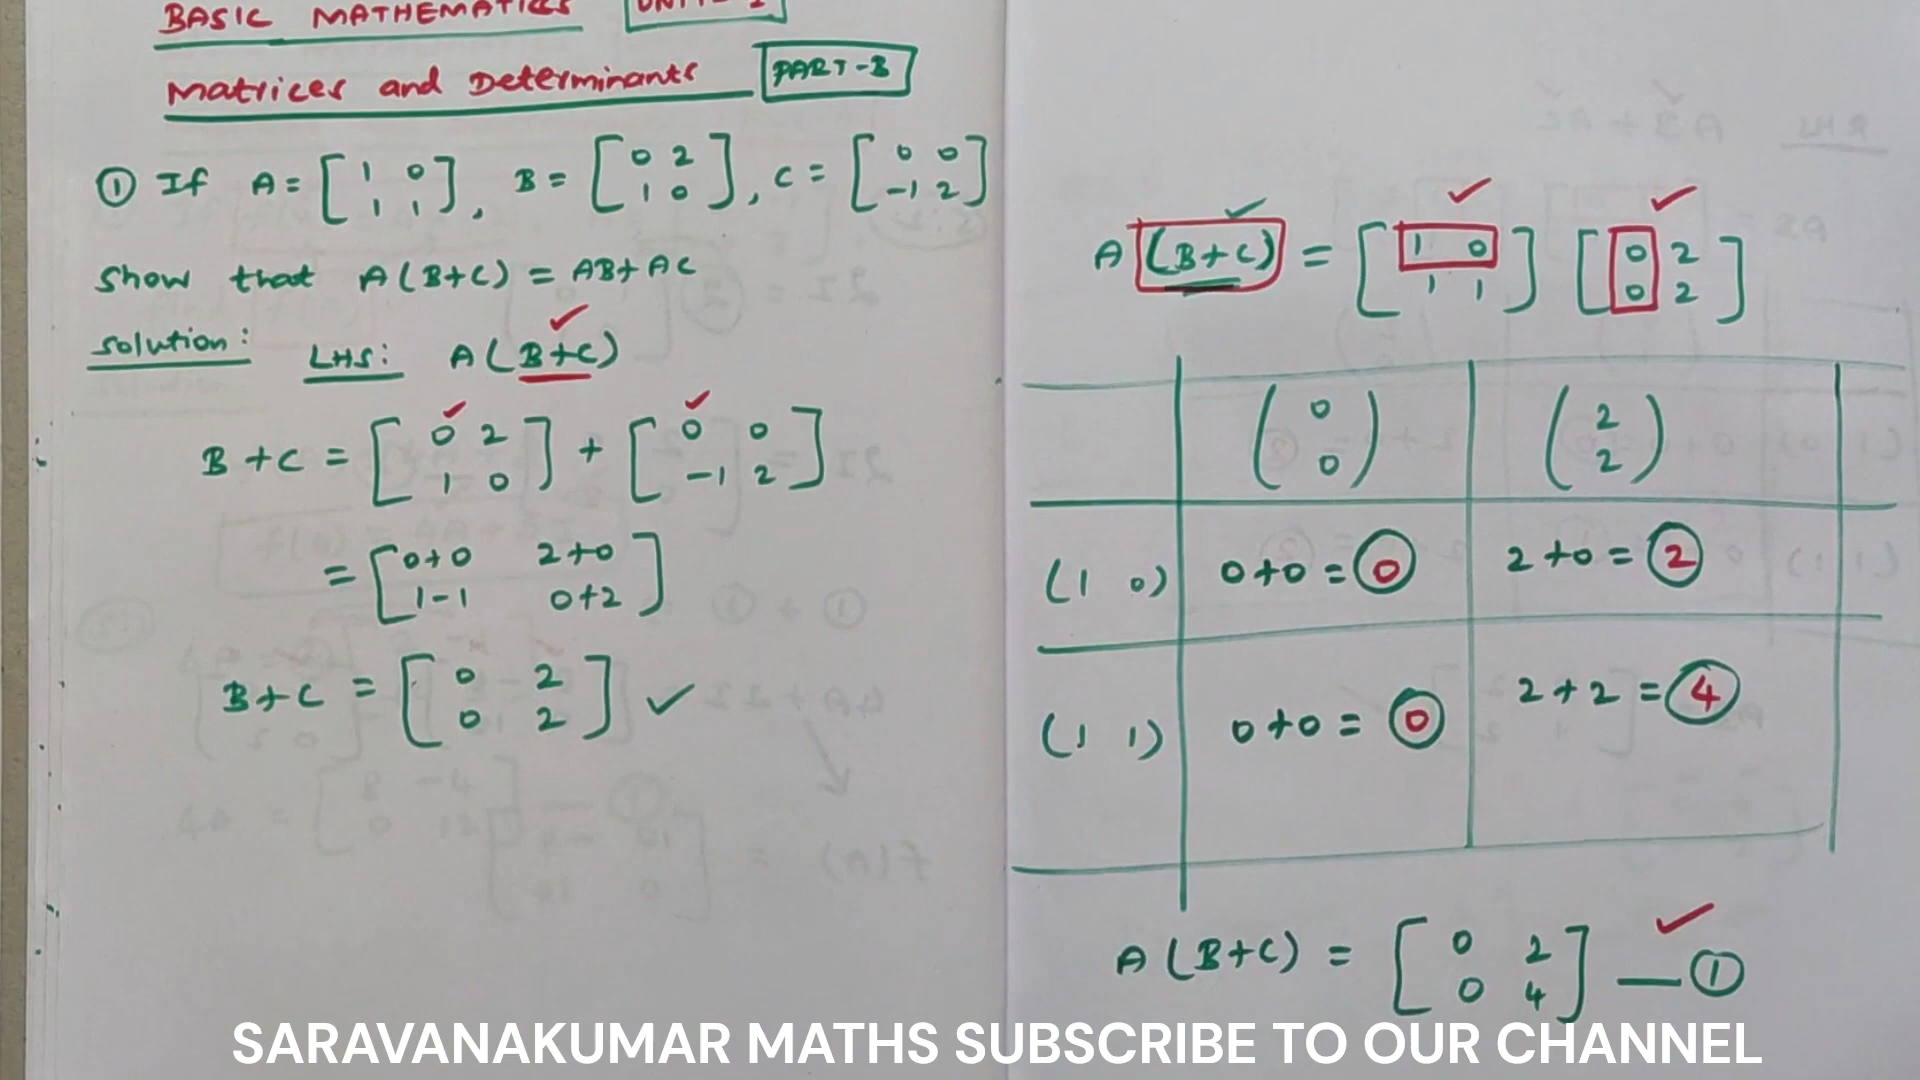 BASIC MATHEMATICS UNIT-I
Matrices and Determinants PART-B
① If A = [1 0; 1 1], B = [0 2; 1 0], C = [0 0; -1 2]
Show that A(B+C) = AB+AC
Solution: LHS: A(B+C)
B+C = [0 2; 1 0] + [0 0; -1 2]
= [0+0 2+0; 1-1 0+2]
B+C = [0 2; 0 2] ✓
A(B+C) = [1 0; 1 1] [0 2; 0 2]
(0; 0) (2; 2)
(1 0) 0+0 = 0 2+0 = 2
(1 1) 0+0 = 0 2+2 = 4
A(B+C) = [0 2; 0 4] — ①
SARAVANAKUMAR MATHS SUBSCRIBE TO OUR CHANNEL